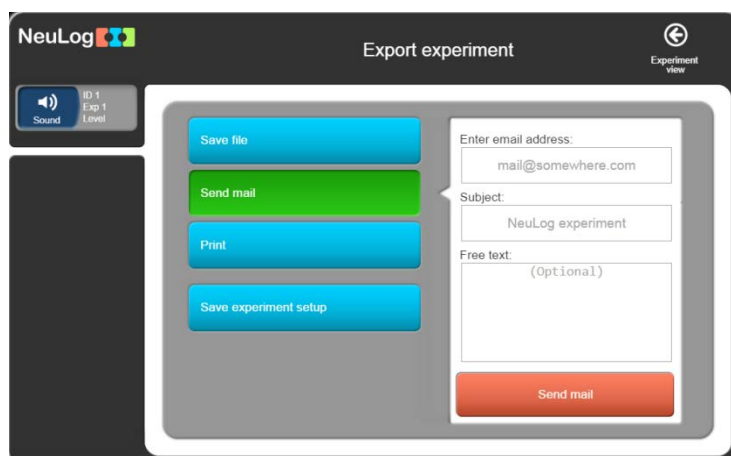 NeuLog
Export experiment
Experiment
view
ID 1
Exp 1
Sound Level
Save file
Send mail
Print
Save experiment setup
Enter email address:
mail@somewhere.com
Subject:
NeuLog experiment
Free text:
(Optional)
Send mail